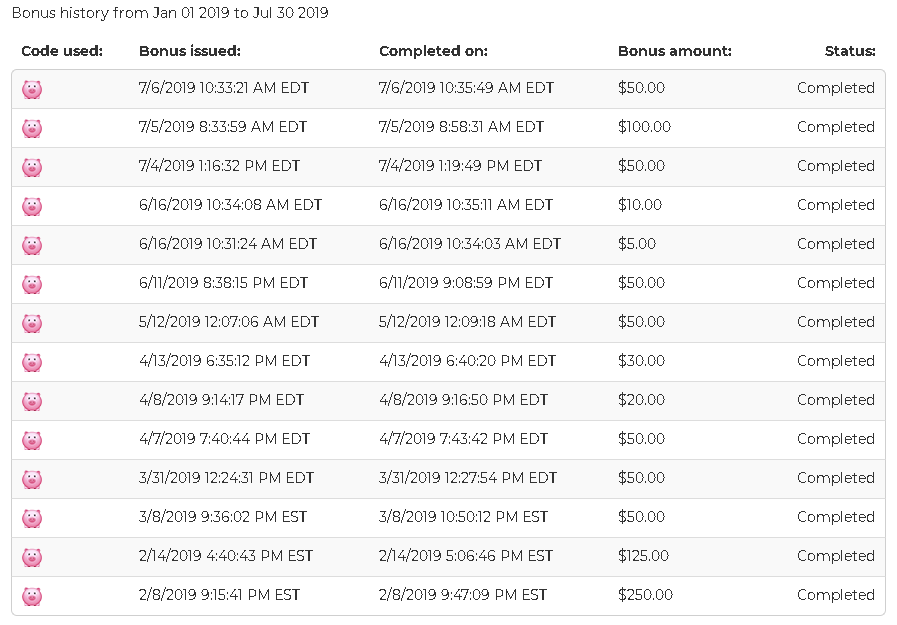 Bonus history from Jan 01 2019 to Jul 30 2019
Code used: Bonus issued: Completed on: Bonus amount: Status:
7/6/2019 10:33:21 AM EDT 7/6/2019 10:35:49 AM EDT $50.00 Completed
7/5/2019 8:33:59 AM EDT 7/5/2019 8:58:31 AM EDT $100.00 Completed
7/4/2019 1:16:32 PM EDT 7/4/2019 1:19:49 PM EDT $50.00 Completed
6/16/2019 10:34:08 AM EDT 6/16/2019 10:35:11 AM EDT $10.00 Completed
6/16/2019 10:31:24 AM EDT 6/16/2019 10:34:03 AM EDT $5.00 Completed
6/11/2019 8:38:15 PM EDT 6/11/2019 9:08:59 PM EDT $50.00 Completed
5/12/2019 12:07:06 AM EDT 5/12/2019 12:09:18 AM EDT $50.00 Completed
4/13/2019 6:35:12 PM EDT 4/13/2019 6:40:20 PM EDT $30.00 Completed
4/8/2019 9:14:17 PM EDT 4/8/2019 9:16:50 PM EDT $20.00 Completed
4/7/2019 7:40:44 PM EDT 4/7/2019 7:43:42 PM EDT $50.00 Completed
3/31/2019 12:24:31 PM EDT 3/31/2019 12:27:54 PM EDT $50.00 Completed
3/8/2019 9:36:02 PM EST 3/8/2019 10:50:12 PM EST $50.00 Completed
2/14/2019 4:40:43 PM EST 2/14/2019 5:06:46 PM EST $125.00 Completed
2/8/2019 9:15:41 PM EST 2/8/2019 9:47:09 PM EST $250.00 Completed